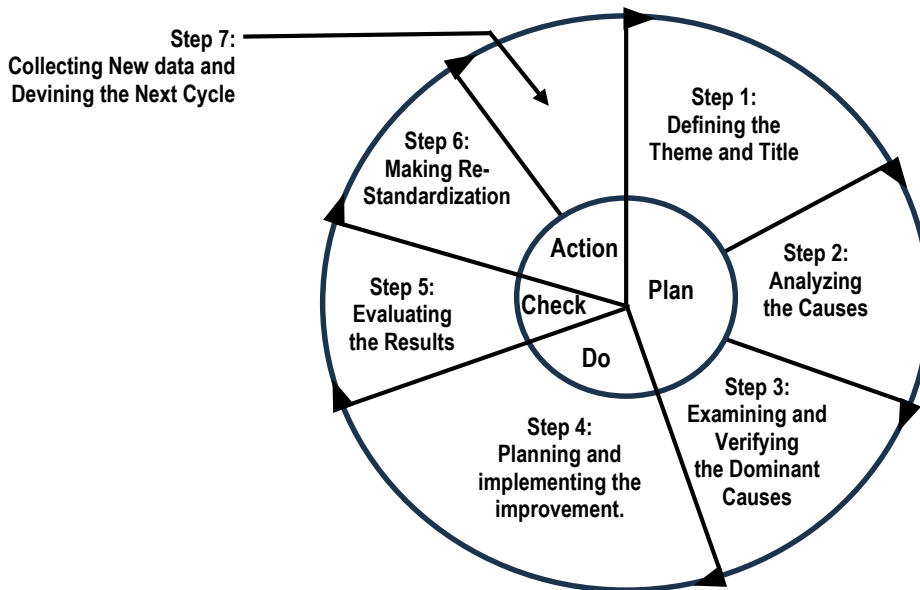 Step 7:
Collecting New data and
Devining the Next Cycle
Step 1:
Defining the
Theme and Title
Step 6:
Making Re-
Standardization
Action
Plan
Step 2:
Analyzing
the Causes
Step 5:
Evaluating
the Results
Check
Do
Step 3:
Examining and
Verifying
the Dominant
Causes
Step 4:
Planning and
implementing the
improvement.